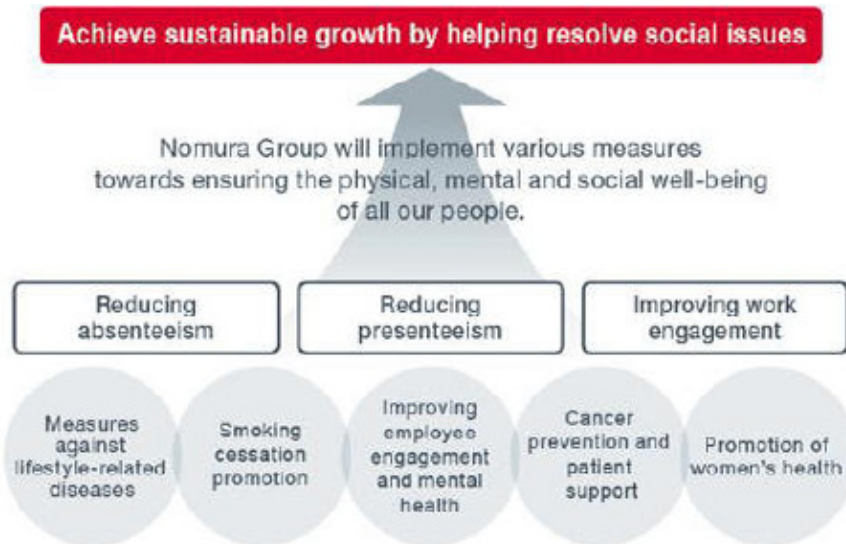 Achieve sustainable growth by helping resolve social issues
Nomura Group will implement various measures
towards ensuring the physical, mental and social well-being
of all our people.
Reducing
absenteeism
Reducing
presenteeism
Improving work
engagement
Measures
against
lifestyle-related
diseases
Smoking
cessation
promotion
Improving
employee
engagement
and mental
health
Cancer
prevention and
patient
support
Promotion of
women's health